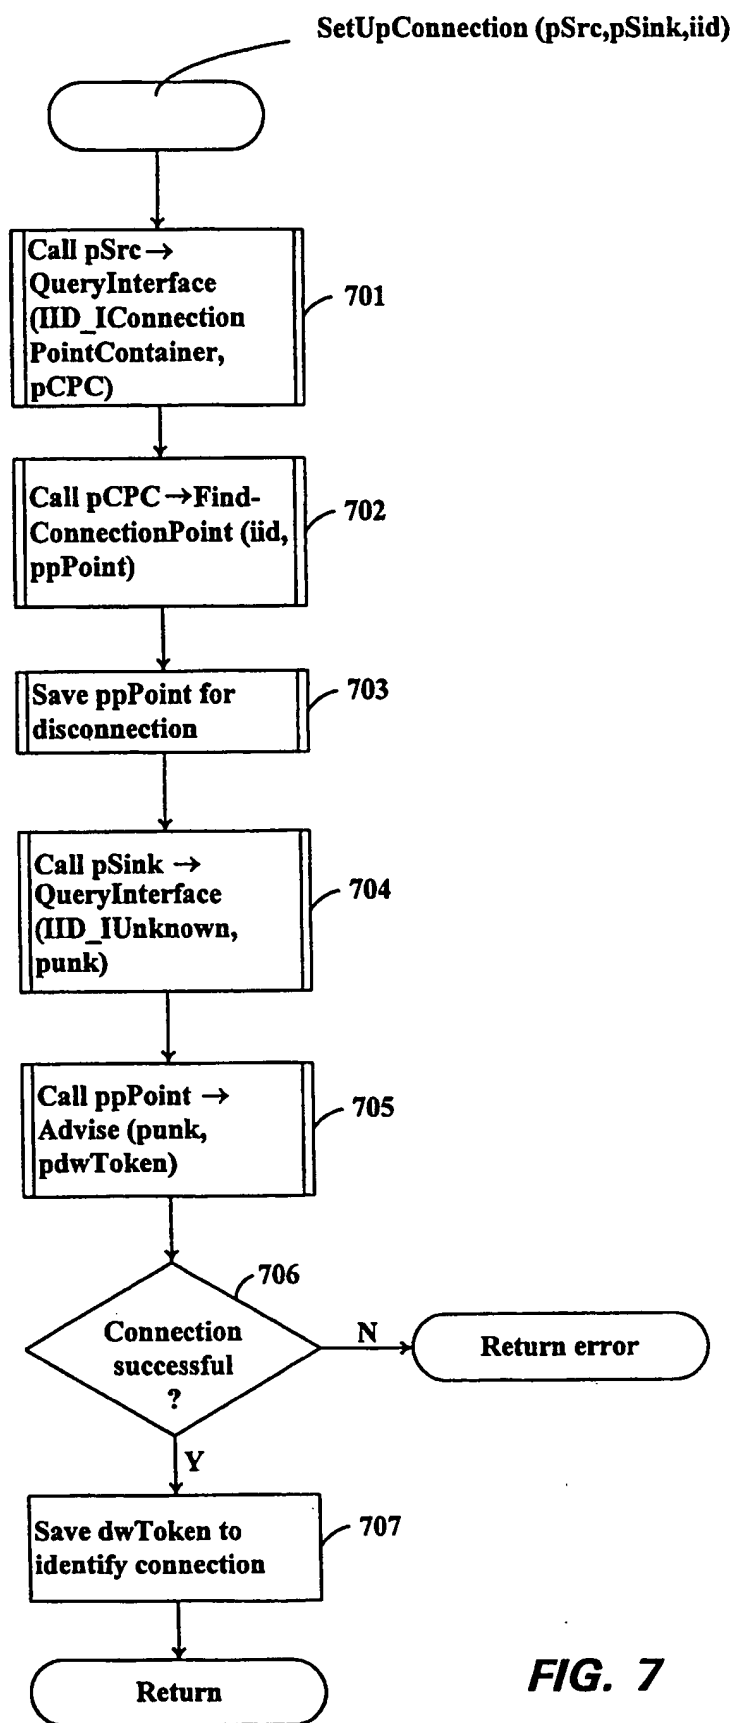 SetUpConnection (pSrc,pSink,iid)
Call pSrc →
QueryInterface
(IID_IConnection
PointContainer,
pCPC)
701
Call pCPC →Find-
ConnectionPoint (iid,
ppPoint)
702
Save ppPoint for
disconnection
703
Call pSink →
QueryInterface
(IID_IUnknown,
punk)
704
Call ppPoint →
Advise (punk,
pdwToken)
705
706
Connection
successful
?
N
Return error
Y
Save dwToken to
identify connection
707
Return
FIG. 7